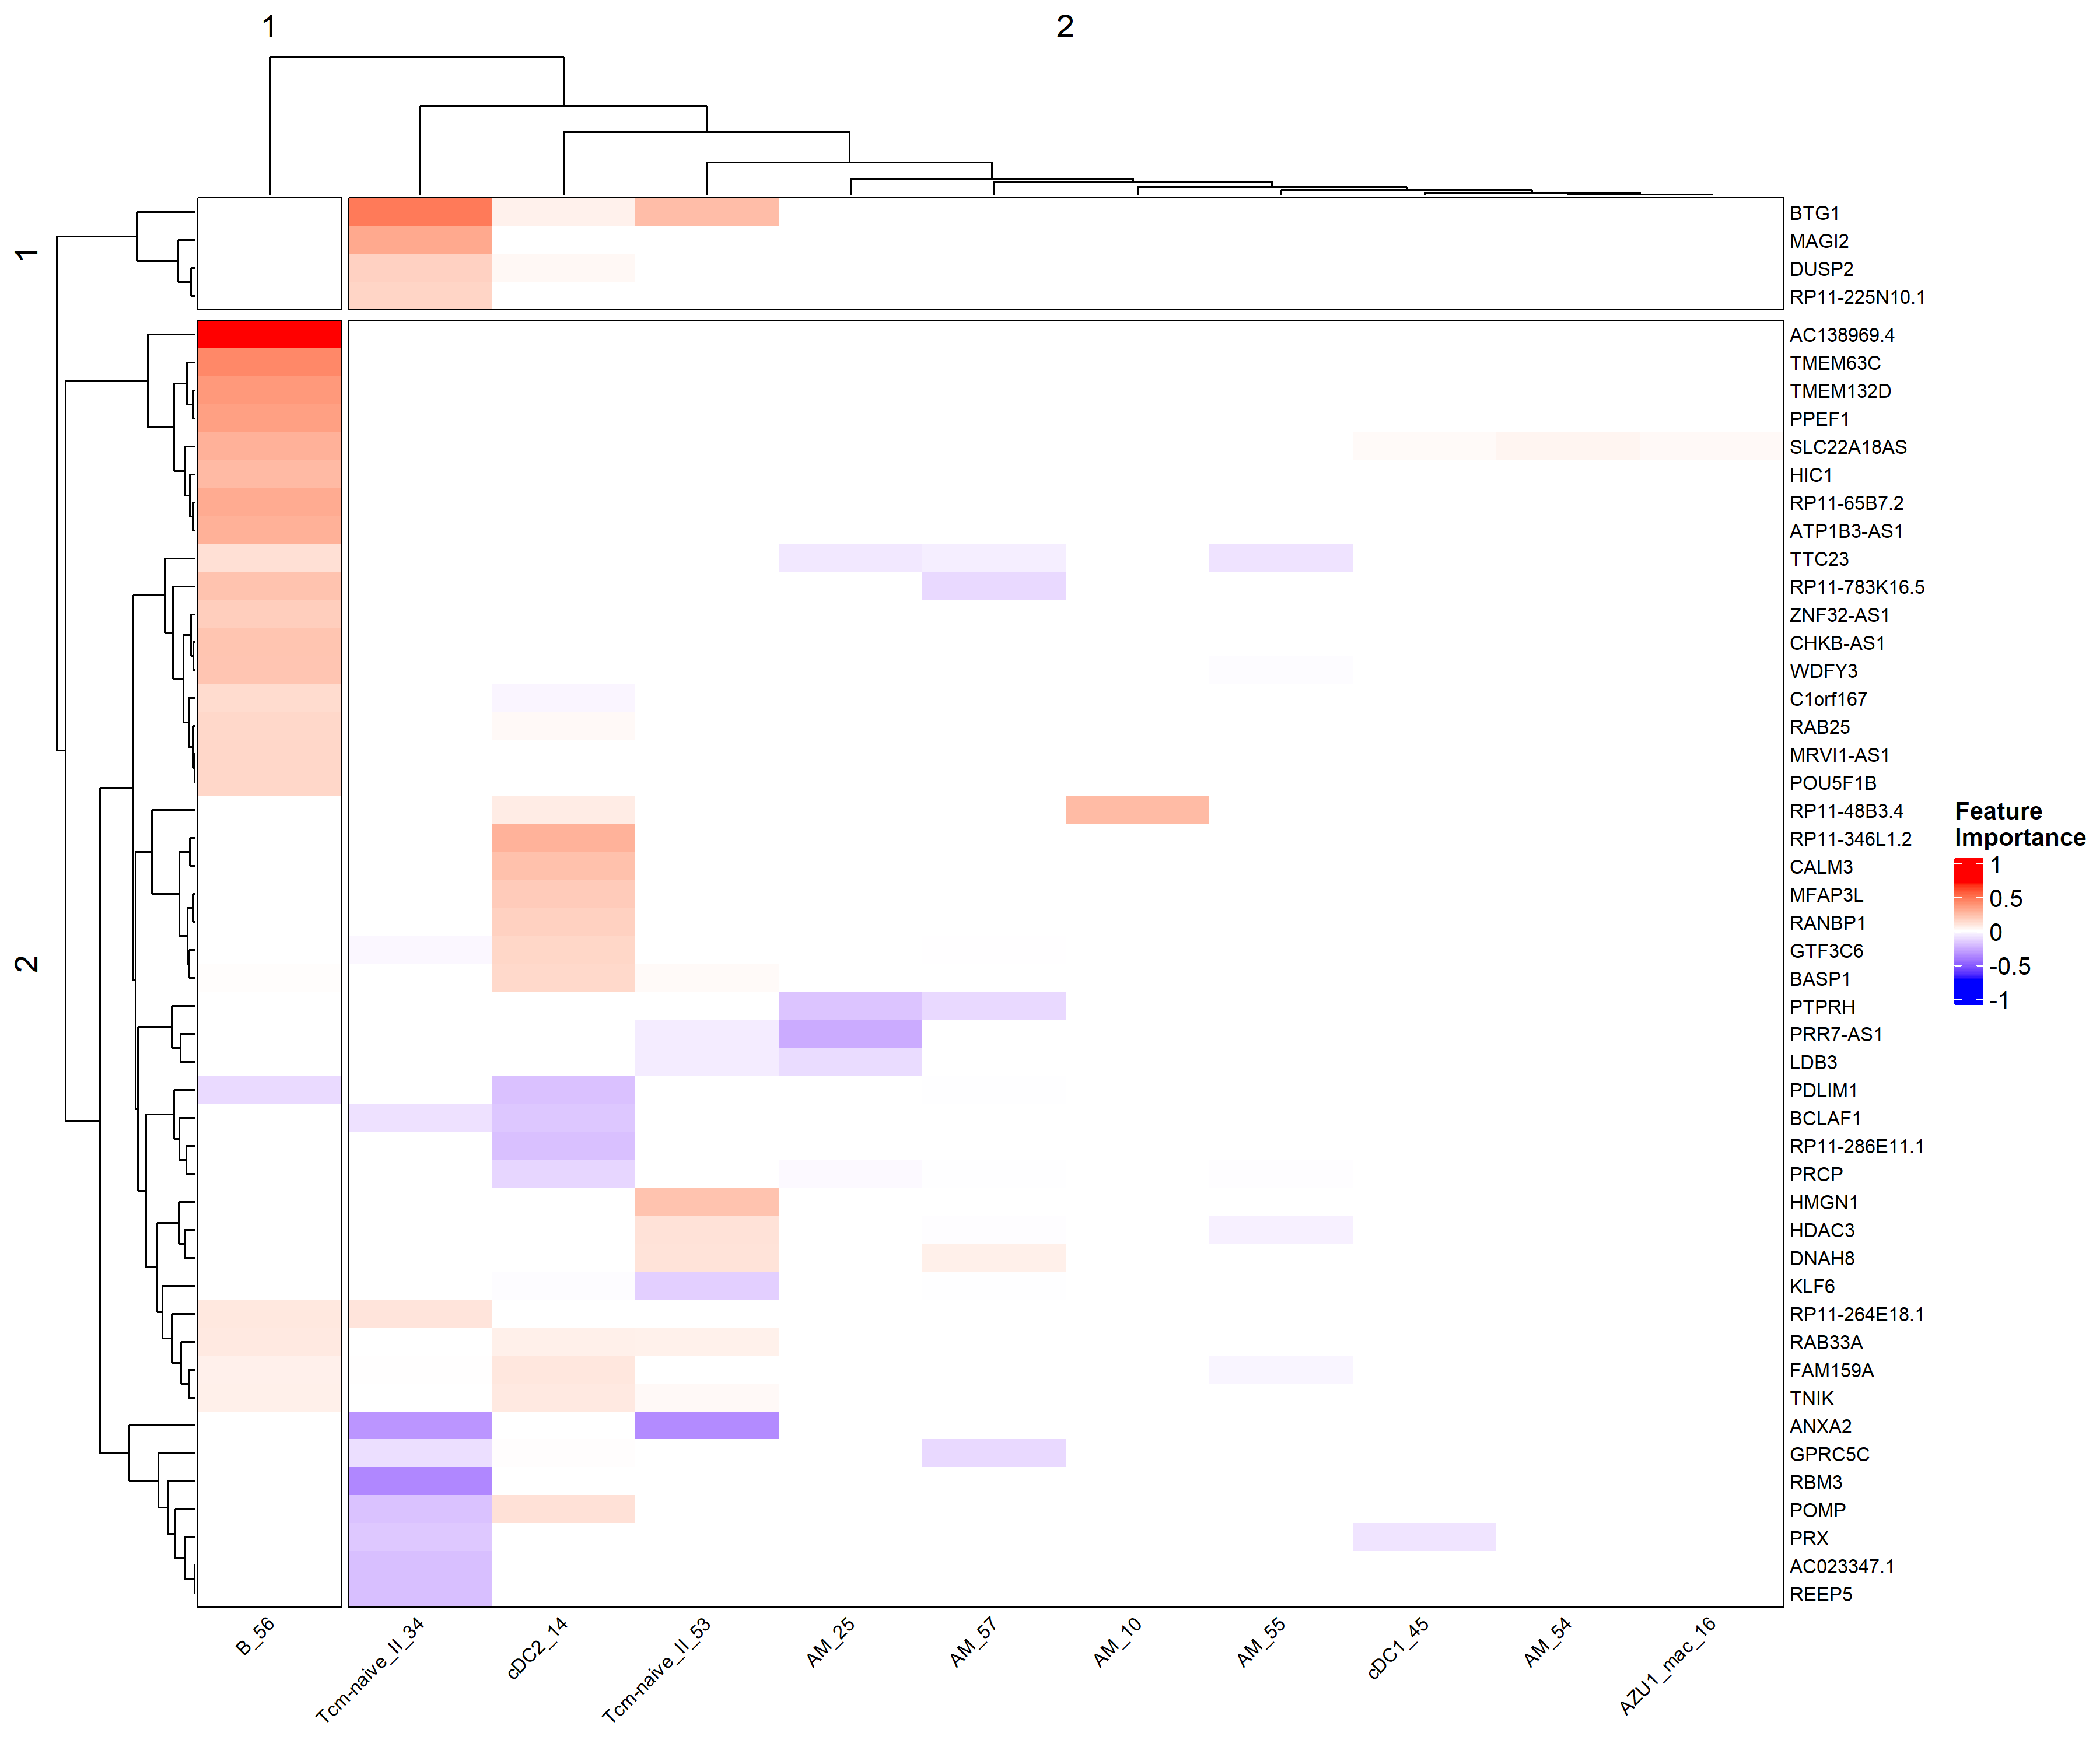 1
2
1
2
BTG1
MAGI2
DUSP2
RP11-225N10.1
AC138969.4
TMEM63C
TMEM132D
PPEF1
SLC22A18AS
HIC1
RP11-65B7.2
ATP1B3-AS1
TTC23
RP11-783K16.5
ZNF32-AS1
CHKB-AS1
WDFY3
C1orf167
RAB25
MRVI1-AS1
POU5F1B
RP11-48B3.4
RP11-346L1.2
CALM3
MFAP3L
RANBP1
GTF3C6
BASP1
PTPRH
PRR7-AS1
LDB3
PDLIM1
BCLAF1
RP11-286E11.1
PRCP
HMGN1
HDAC3
DNAH8
KLF6
RP11-264E18.1
RAB33A
FAM159A
TNIK
ANXA2
GPRC5C
RBM3
POMP
PRX
AC023347.1
REEP5
Feature
Importance
1
0.5
0
-0.5
-1
B_56
Tcm-naive_II_34
cDC2_14
Tcm-naive_II_53
AM_25
AM_57
AM_10
AM_55
cDC1_45
AM_54
AZU1_mac_16